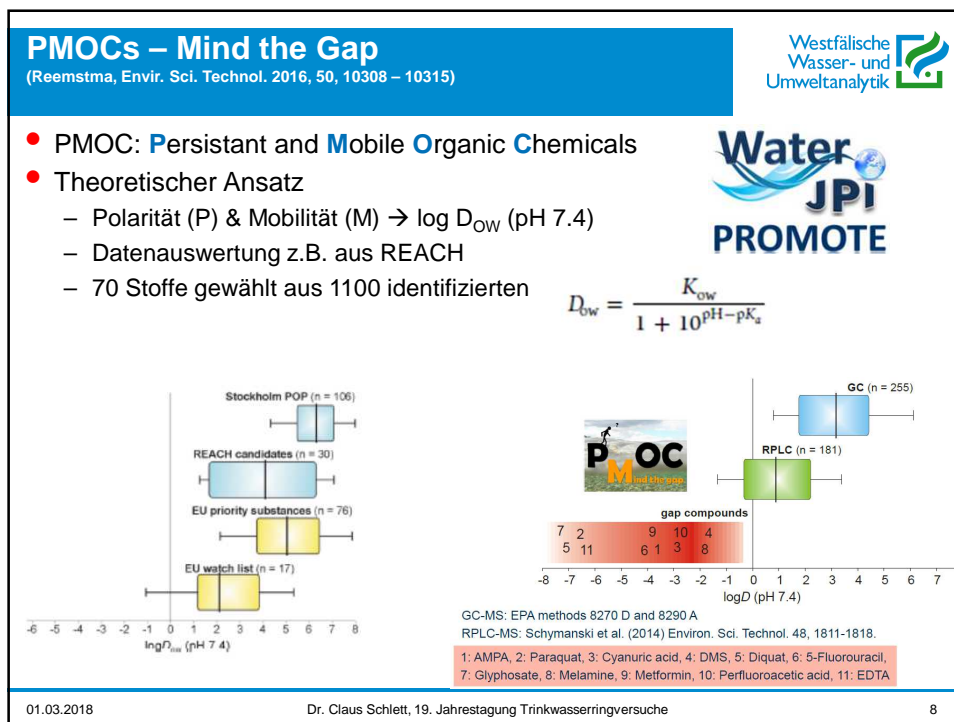 PMOCs – Mind the Gap
(Reemstma, Envir. Sci. Technol. 2016, 50, 10308 – 10315)
Westfälische
Wasser- und
Umweltanalytik
• PMOC: Persistant and Mobile Organic Chemicals
• Theoretischer Ansatz
– Polarität (P) & Mobilität (M) → log D_OW (pH 7.4)
– Datenauswertung z.B. aus REACH
– 70 Stoffe gewählt aus 1100 identifizierten
Water
JPI
PROMOTE
D_ow = K_ow / (1 + 10^(pH−pK_a))
Stockholm POP (n = 106)
REACH candidates (n = 30)
EU priority substances (n = 76)
EU watch list (n = 17)
-6 -5 -4 -3 -2 -1 0 1 2 3 4 5 6 7 8
logD_ow (pH 7 4)
GC (n = 255)
RPLC (n = 181)
PMOC
Mind the gap
gap compounds
7 2 9 10 4
5 11 6 1 3 8
-8 -7 -6 -5 -4 -3 -2 -1 0 1 2 3 4 5 6 7
logD (pH 7.4)
GC-MS: EPA methods 8270 D and 8290 A
RPLC-MS: Schymanski et al. (2014) Environ. Sci. Technol. 48, 1811-1818.
1: AMPA, 2: Paraquat, 3: Cyanuric acid, 4: DMS, 5: Diquat, 6: 5-Fluorouracil,
7: Glyphosate, 8: Melamine, 9: Metformin, 10: Perfluoroacetic acid, 11: EDTA
01.03.2018 Dr. Claus Schlett, 19. Jahrestagung Trinkwasserringversuche 8